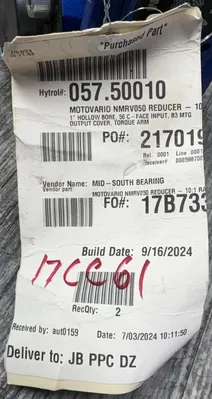 "Purchased Part"
Hytrol#: 057.50010
MOTOVARIO NMRV050 REDUCER - 10
1" HOLLOW BORE, 56 C-FACE INPUT, B3 MTG
OUTPUT COVER, TORQUE ARM
PO#: 217019
Rel. 0001 Line 0001
Receiver#
Vendor Name: MID-SOUTH BEARING
Vendor part: MOTOVARIO NMRV050 REDUCER - 10:1 RA
FO#: 17B733
Build Date: 9/16/2024
17CC61
RecQty: 2
Received by: aut0159
Date: 7/03/2024 10:11:50
Deliver to: JB PPC DZ